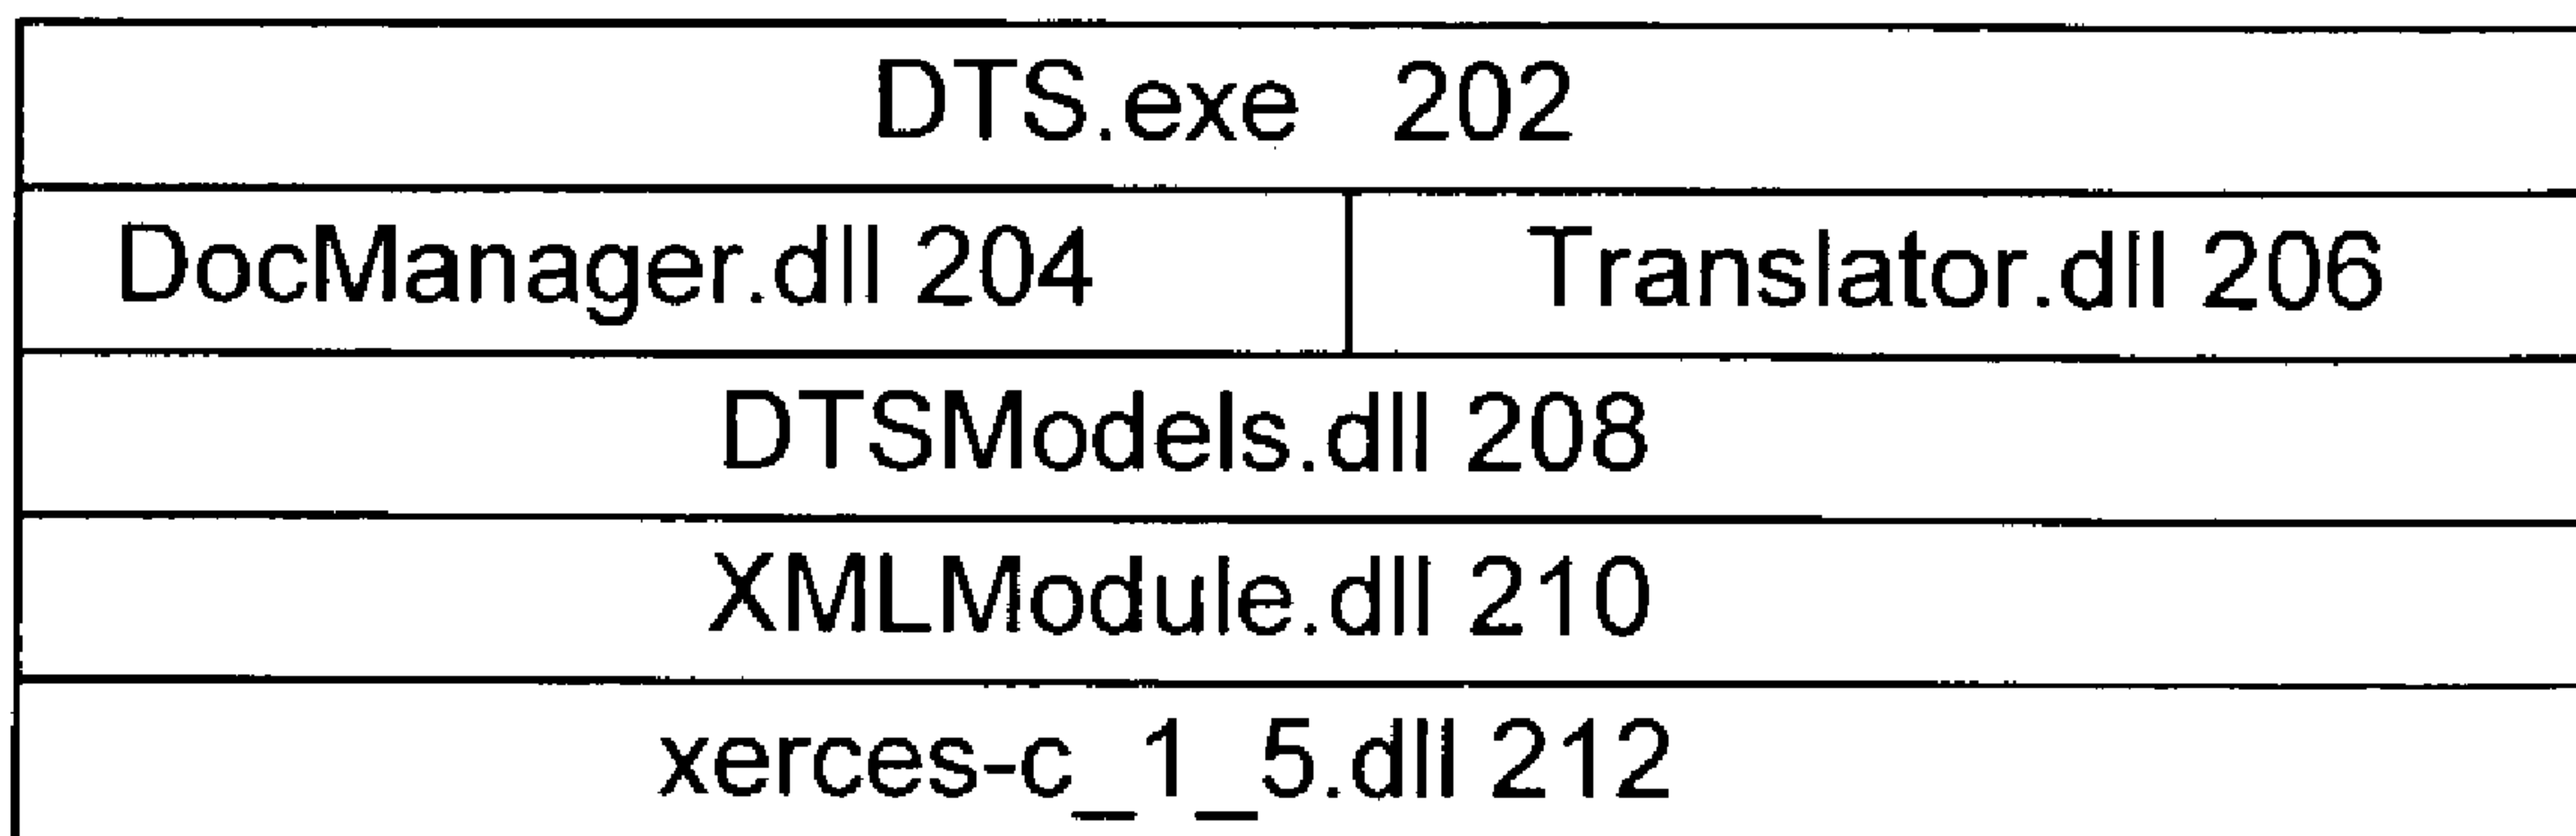 DTS.exe 202
DocManager.dll 204 Translator.dll 206
DTSModels.dll 208
XMLModule.dll 210
xerces-c_1_5.dll 212